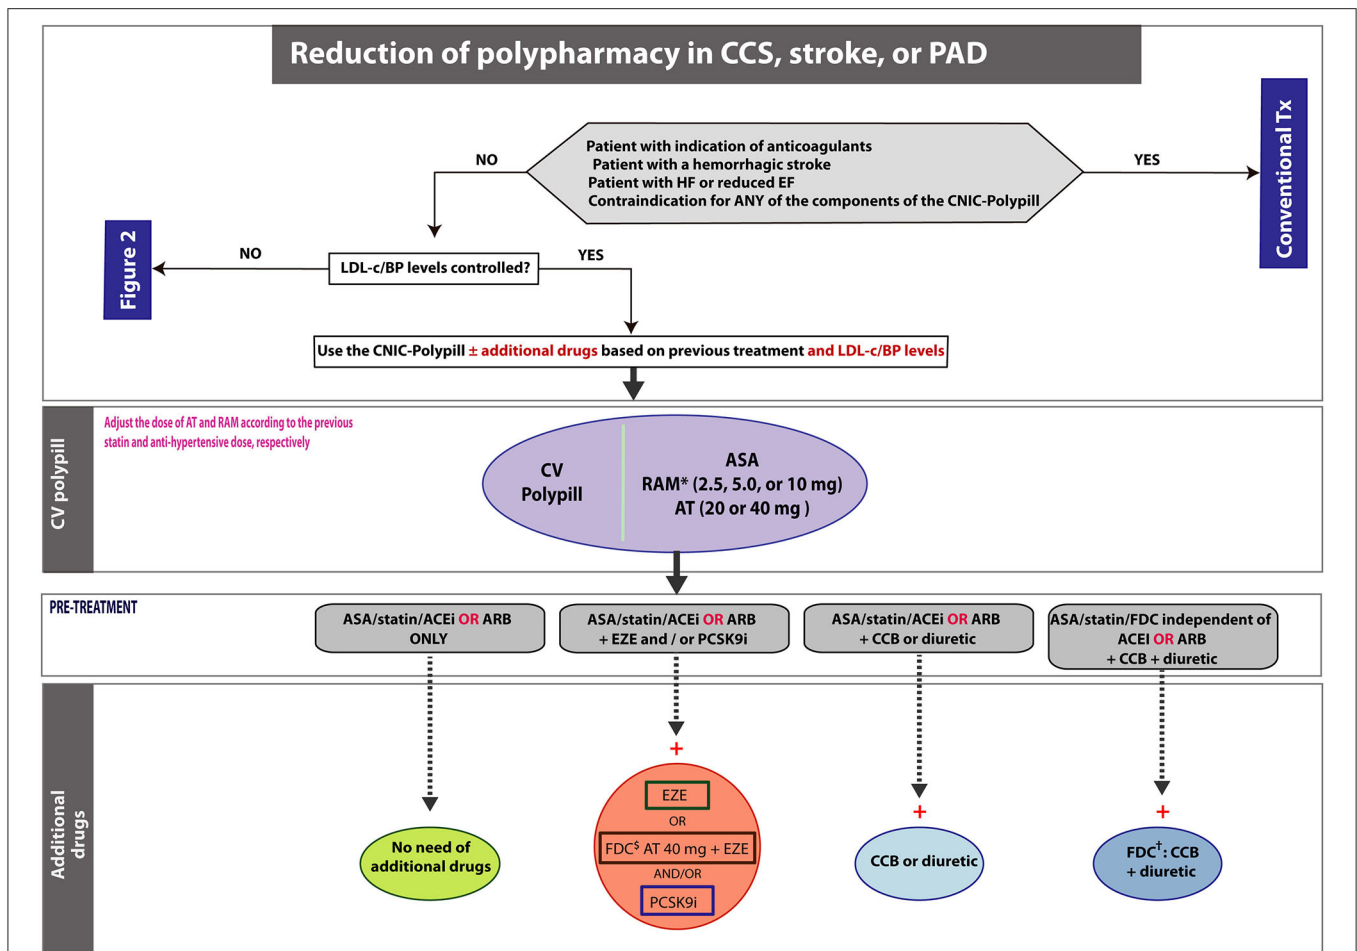 Reduction of polypharmacy in CCS, stroke, or PAD
Conventional Tx
Patient with indication of anticoagulants
Patient with a hemorrhagic stroke
Patient with HF or reduced EF
Contraindication for ANY of the components of the CNIC-Polypill
NO
YES
Figure 2
NO
LDL-c/BP levels controlled?
YES
Use the CNIC-Polypill ± additional drugs based on previous treatment and LDL-c/BP levels
CV polypill
Adjust the dose of AT and RAM according to the previous
statin and anti-hypertensive dose, respectively
CV
Polypill
ASA
RAM* (2.5, 5.0, or 10 mg)
AT (20 or 40 mg )
PRE-TREATMENT
ASA/statin/ACEi OR ARB
ONLY
ASA/statin/ACEi OR ARB
+ EZE and / or PCSK9i
ASA/statin/ACEi OR ARB
+ CCB or diuretic
ASA/statin/FDC independent of
ACEI OR ARB
+ CCB + diuretic
Additional
drugs
No need of
additional drugs
+
EZE
OR
FDC$ AT 40 mg + EZE
AND/OR
PCSK9i
+
CCB or diuretic
+
FDC†: CCB
+ diuretic